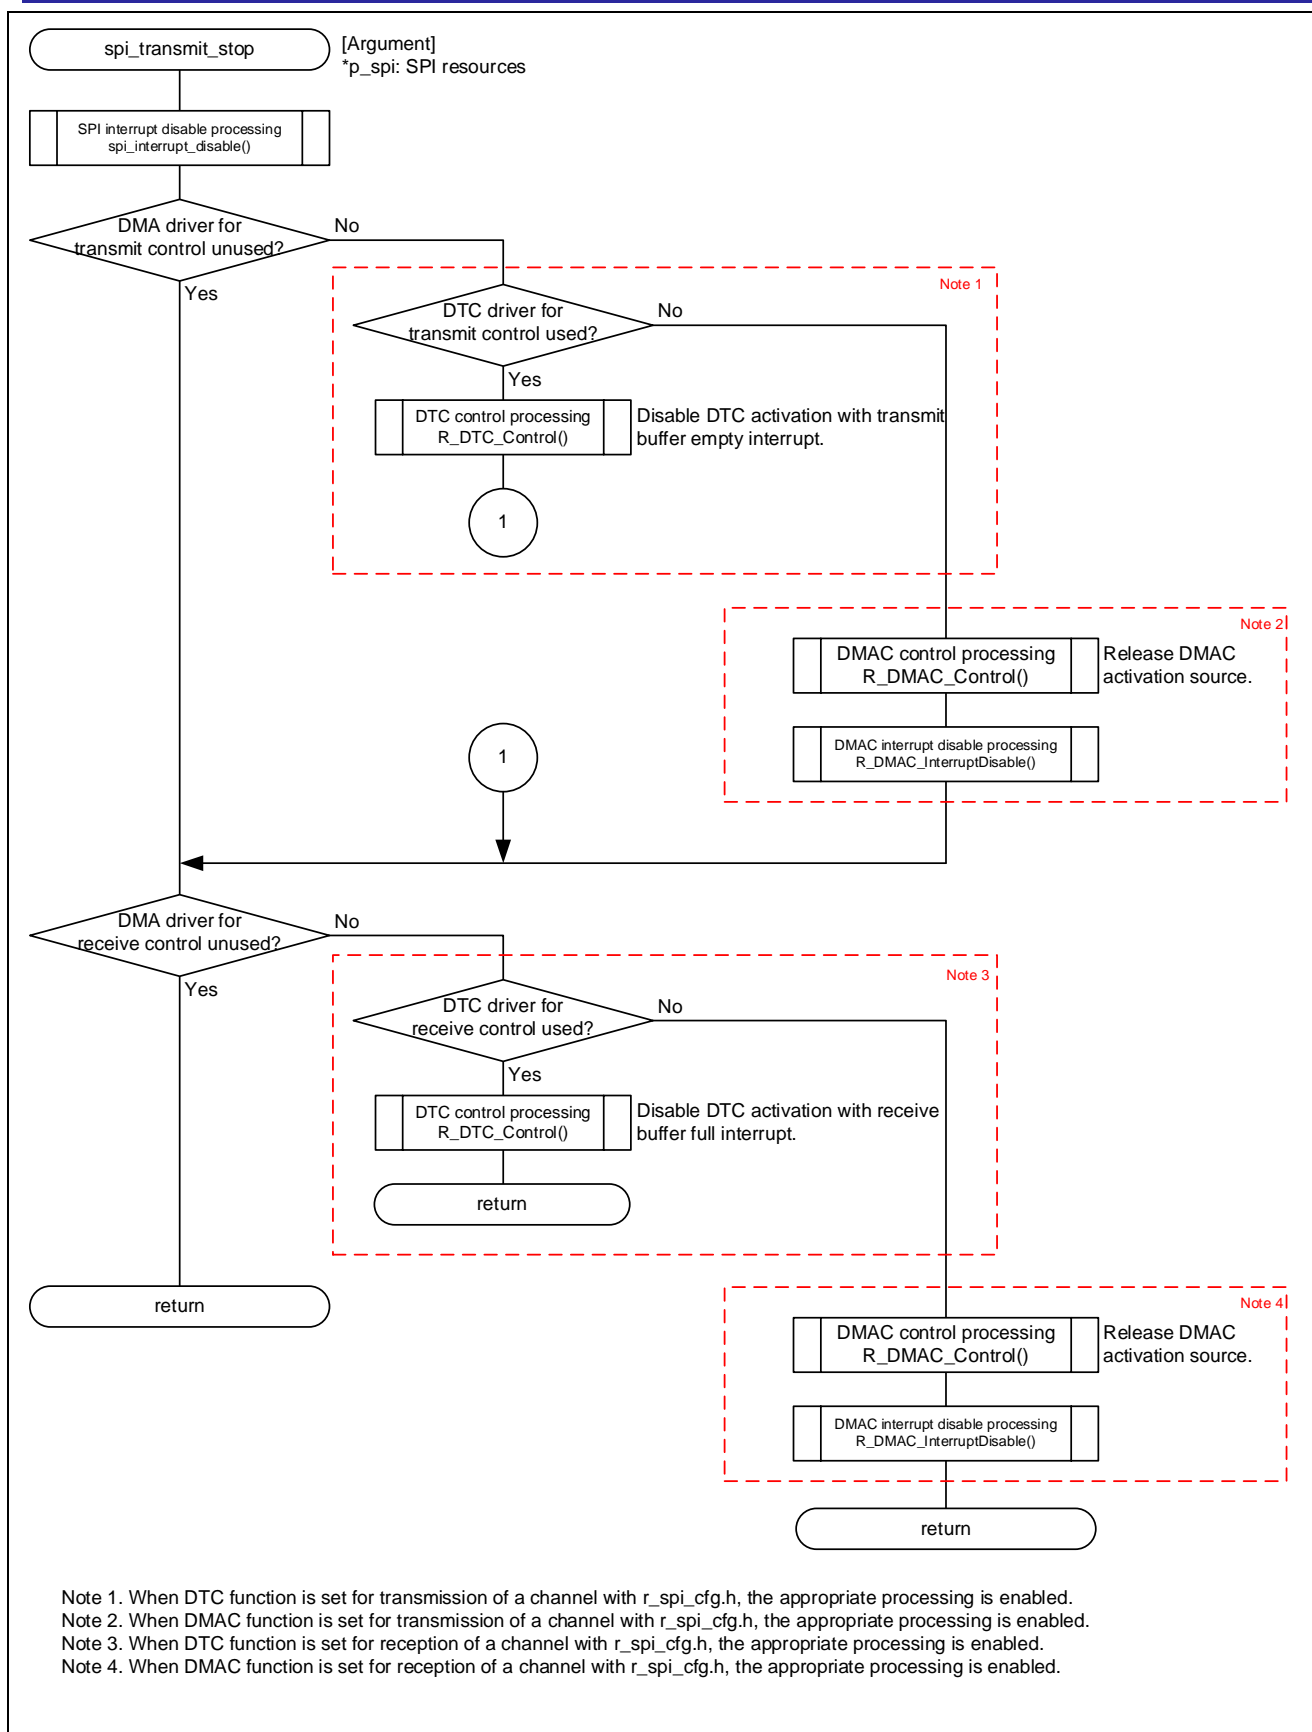 spi_transmit_stop
[Argument]
*p_spi: SPI resources
SPI interrupt disable processing
spi_interrupt_disable()
DMA driver for
transmit control unused?
No
Yes
Note 1
DTC driver for
transmit control used?
No
Yes
DTC control processing
R_DTC_Control()
Disable DTC activation with transmit
buffer empty interrupt.
1
Note 2
DMAC control processing
R_DMAC_Control()
Release DMAC
activation source.
DMAC interrupt disable processing
R_DMAC_InterruptDisable()
1
DMA driver for
receive control unused?
No
Yes
Note 3
DTC driver for
receive control used?
No
Yes
DTC control processing
R_DTC_Control()
Disable DTC activation with receive
buffer full interrupt.
return
return
Note 4
DMAC control processing
R_DMAC_Control()
Release DMAC
activation source.
DMAC interrupt disable processing
R_DMAC_InterruptDisable()
return
Note 1. When DTC function is set for transmission of a channel with r_spi_cfg.h, the appropriate processing is enabled.
Note 2. When DMAC function is set for transmission of a channel with r_spi_cfg.h, the appropriate processing is enabled.
Note 3. When DTC function is set for reception of a channel with r_spi_cfg.h, the appropriate processing is enabled.
Note 4. When DMAC function is set for reception of a channel with r_spi_cfg.h, the appropriate processing is enabled.